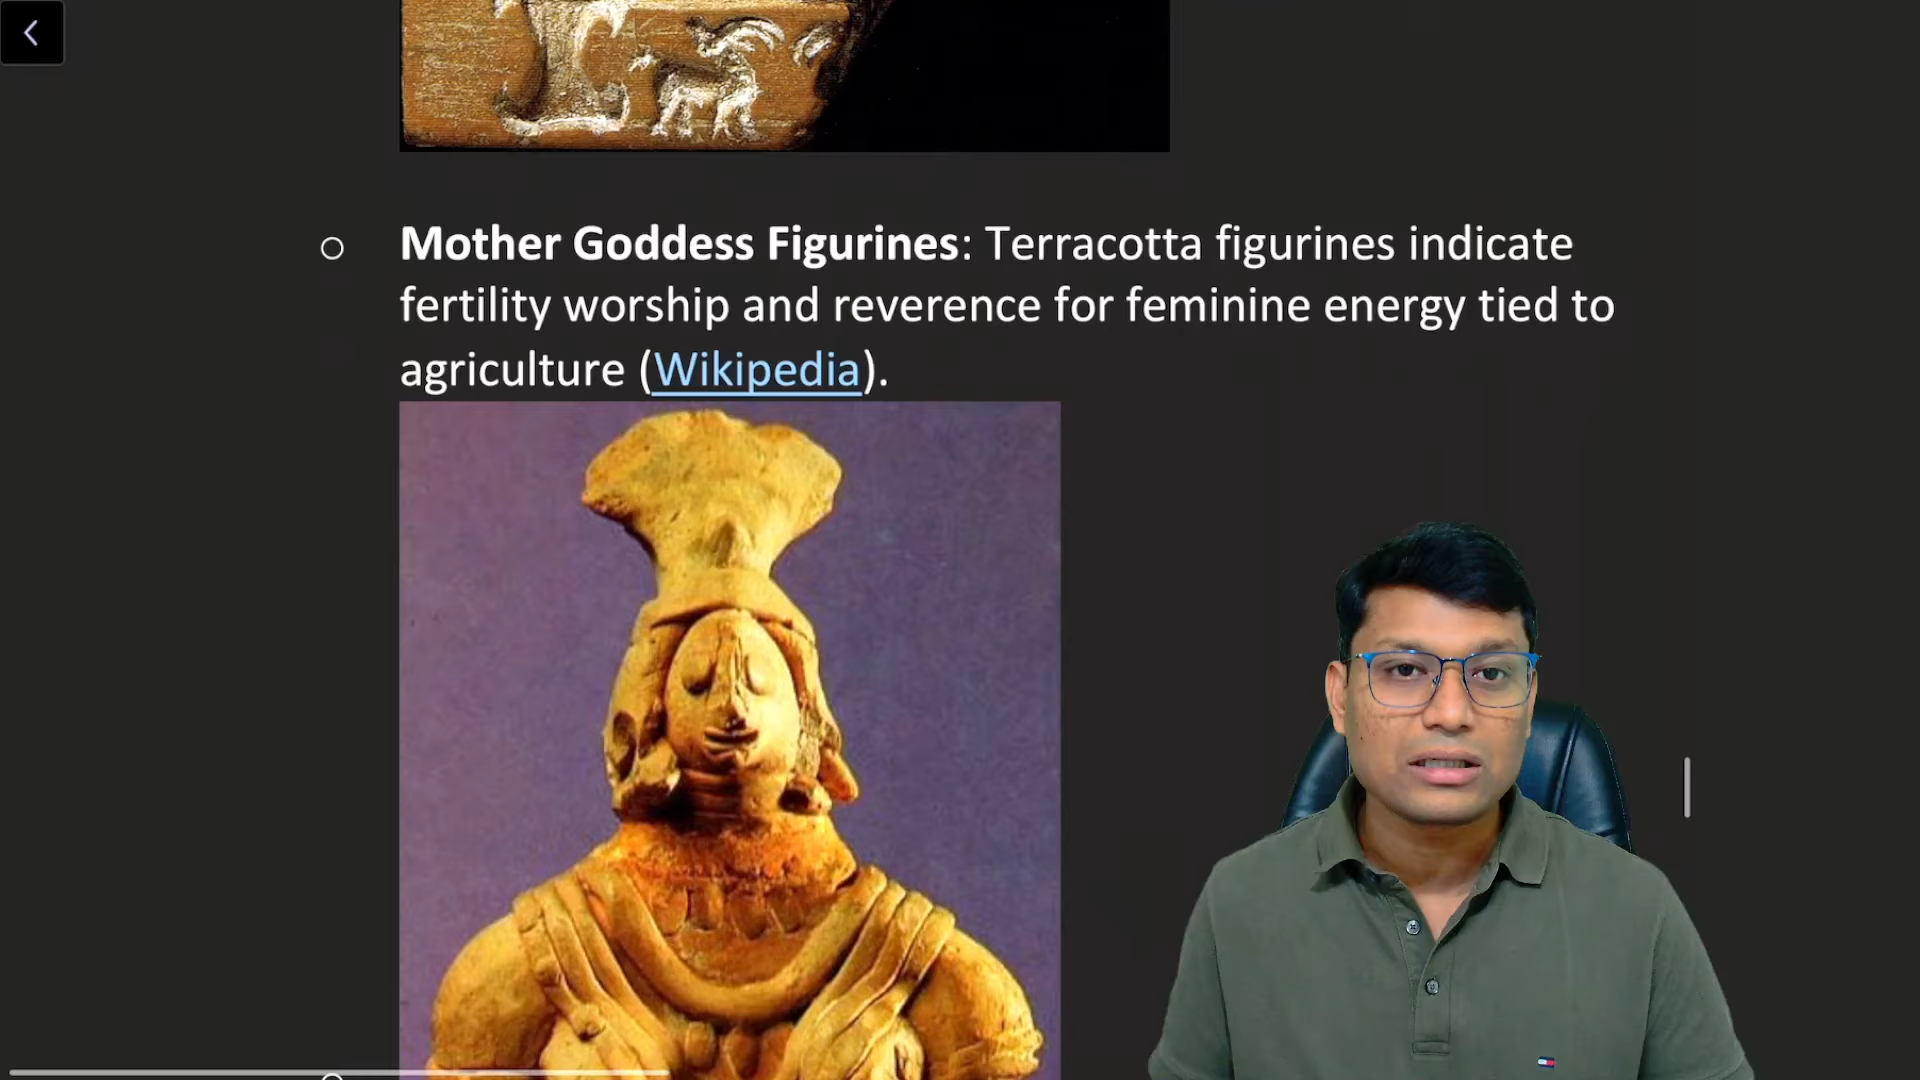 Mother Goddess Figurines: Terracotta figurines indicate
fertility worship and reverence for feminine energy tied to
agriculture (Wikipedia).